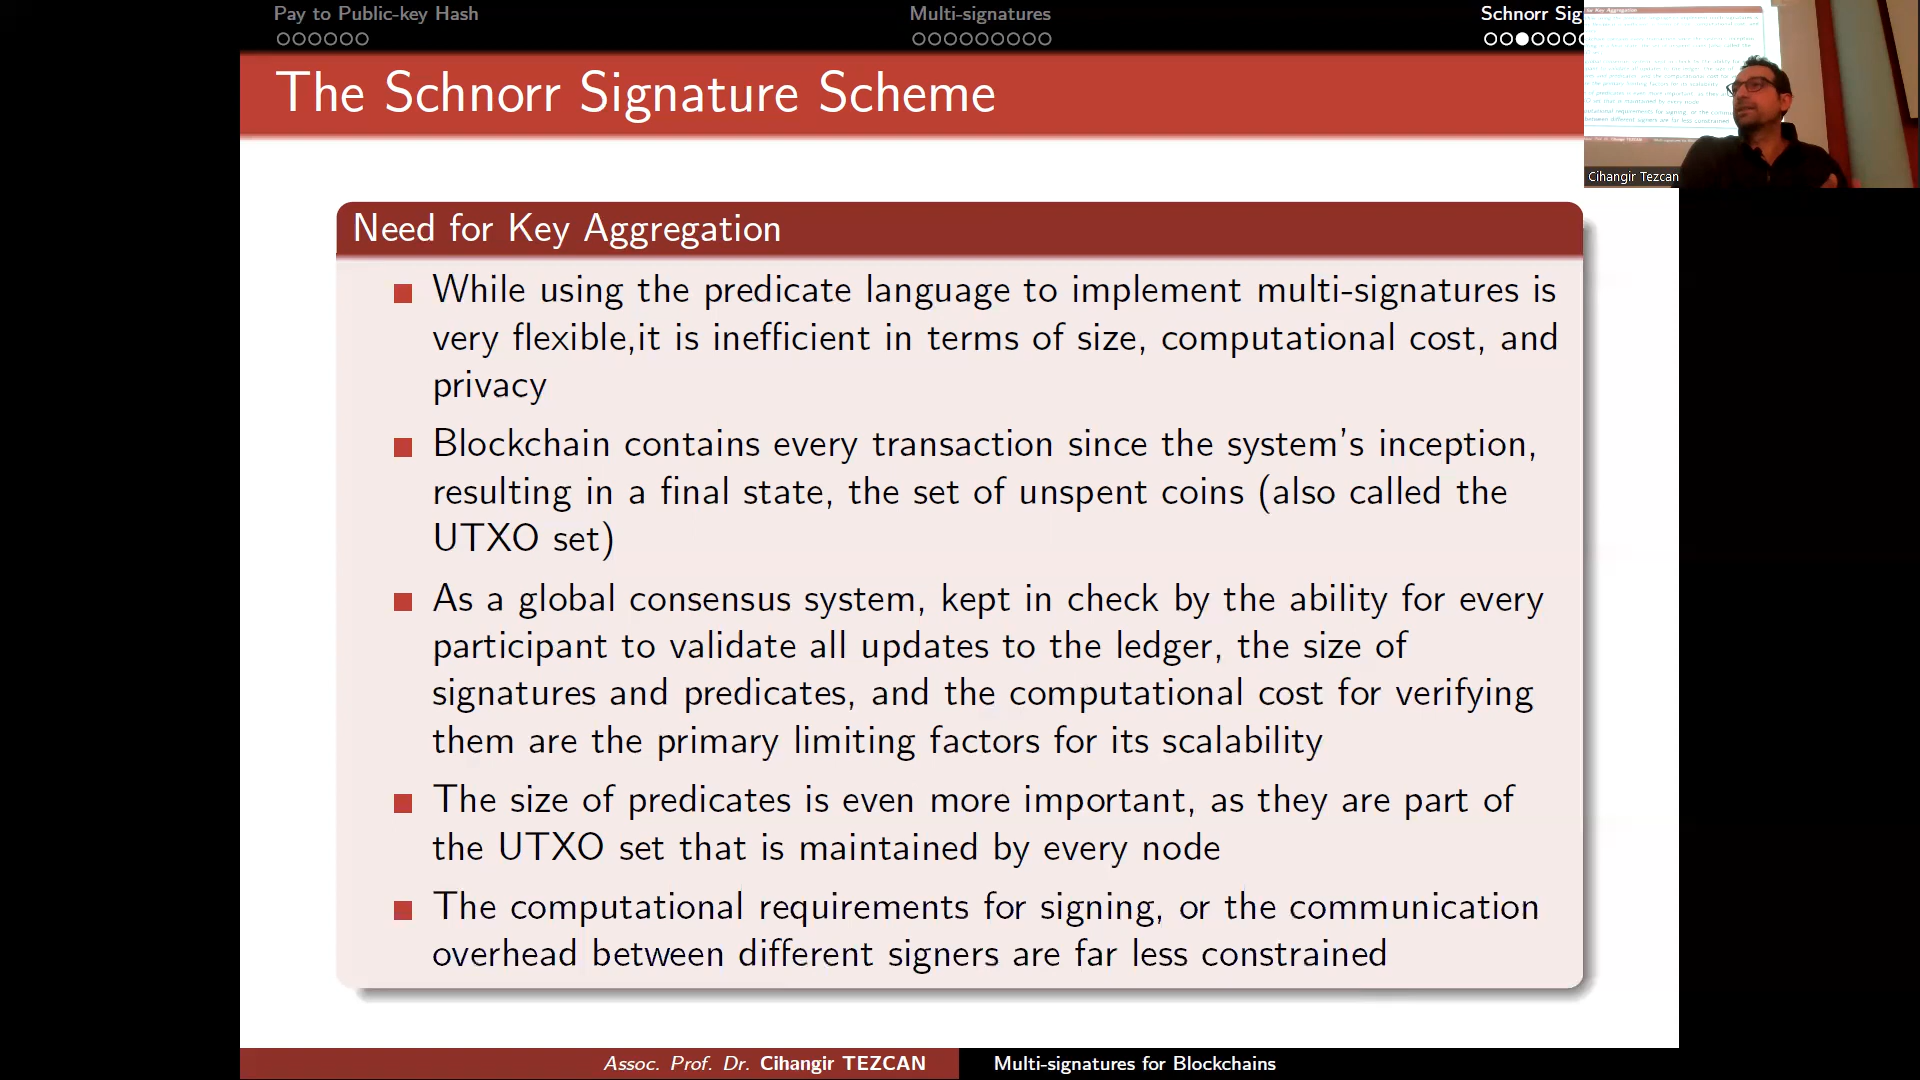 Pay to Public-key Hash
Multi-signatures
Schnorr Sig
The Schnorr Signature Scheme
Cihangir Tezcan
Need for Key Aggregation
While using the predicate language to implement multi-signatures is
very flexible,it is inefficient in terms of size, computational cost, and
privacy
Blockchain contains every transaction since the system's inception,
resulting in a final state, the set of unspent coins (also called the
UTXO set)
As a global consensus system, kept in check by the ability for every
participant to validate all updates to the ledger, the size of
signatures and predicates, and the computational cost for verifying
them are the primary limiting factors for its scalability
The size of predicates is even more important, as they are part of
the UTXO set that is maintained by every node
The computational requirements for signing, or the communication
overhead between different signers are far less constrained
Assoc. Prof. Dr. Cihangir TEZCAN
Multi-signatures for Blockchains